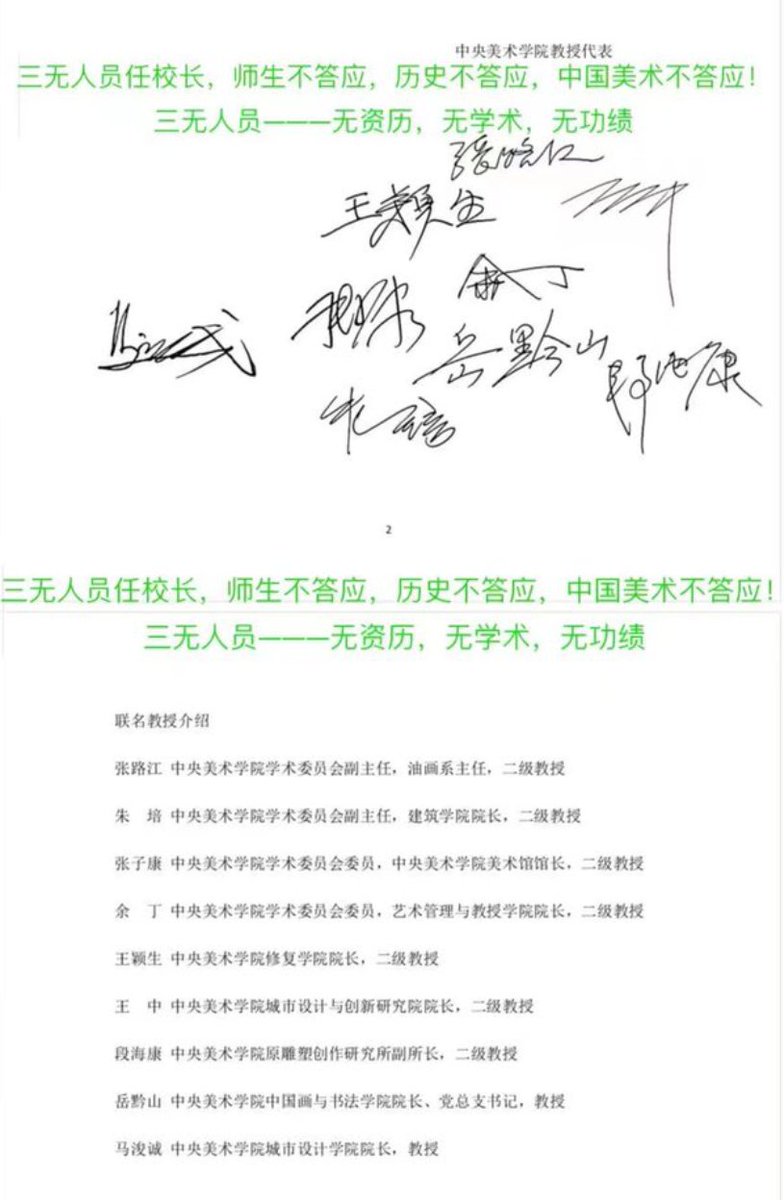 中央美术学院教授代表
三无人员任校长，师生不答应，历史不答应，中国美术不答应！
三无人员———无资历，无学术，无功绩
王颖生
余丁
岳黔山
朱培
2
三无人员任校长，师生不答应，历史不答应，中国美术不答应！
三无人员———无资历，无学术，无功绩
联名教授介绍
张路江 中央美术学院学术委员会副主任，油画系主任，二级教授
朱　培 中央美术学院学术委员会副主任，建筑学院院长，二级教授
张子康 中央美术学院学术委员会委员，中央美术学院美术馆馆长，二级教授
余　丁 中央美术学院学术委员会委员，艺术管理与教授学院院长，二级教授
王颖生 中央美术学院修复学院院长，二级教授
王　中 中央美术学院城市设计与创新研究院院长，二级教授
段海康 中央美术学院原雕塑创作研究所副所长，二级教授
岳黔山 中央美术学院中国画与书法学院院长、党总支书记，教授
马浚诚 中央美术学院城市设计学院院长，教授